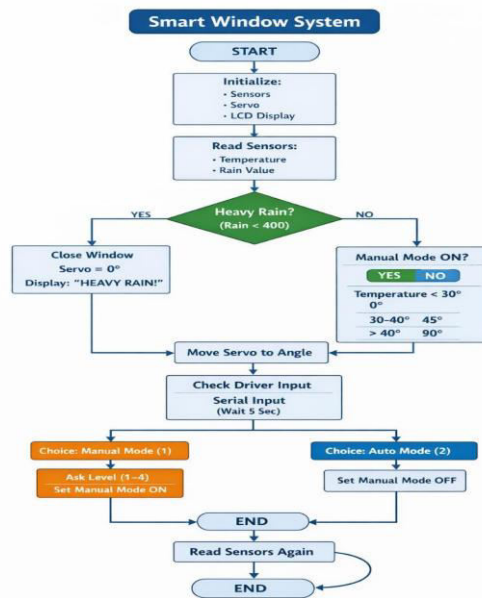 Smart Window System
START
Initialize:
• Sensors
• Servo
• LCD Display
Read Sensors:
• Temperature
• Rain Value
Heavy Rain?
(Rain < 400)
YES
NO
Close Window
Servo = 0°
Display: "HEAVY RAIN!"
Manual Mode ON?
YES NO
Temperature < 30°
0°
30–40° 45°
> 40° 90°
Move Servo to Angle
Check Driver Input
Serial Input
(Wait 5 Sec)
Choice: Manual Mode (1)
Ask Level (1–4)
Set Manual Mode ON
Choice: Auto Mode (2)
Set Manual Mode OFF
END
Read Sensors Again
END